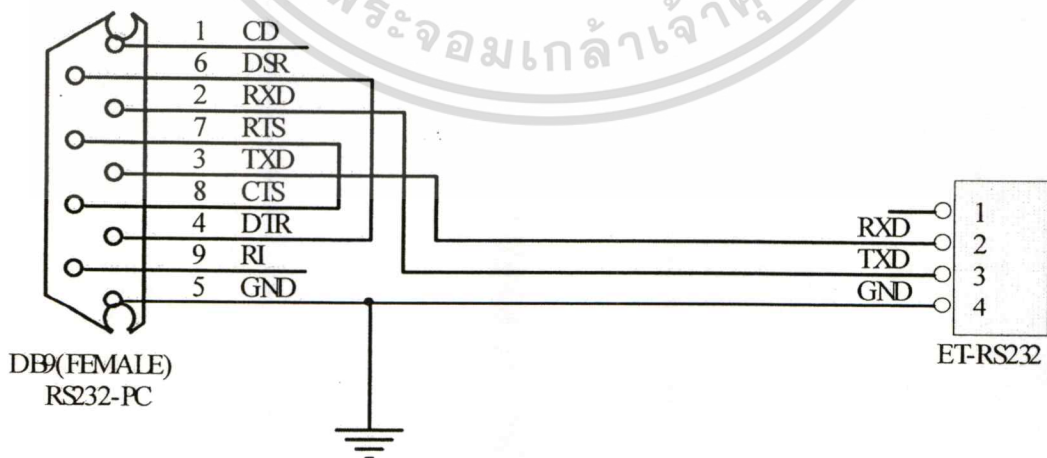 พระจอมเกล้าเจ้าคุ
1 CD
6 DSR
2 RXD
7 RTS
3 TXD
8 CTS
4 DTR
9 RI
5 GND
DB9(FEMALE)
RS232-PC
RXD
TXD
GND
1
2
3
4
ET-RS232